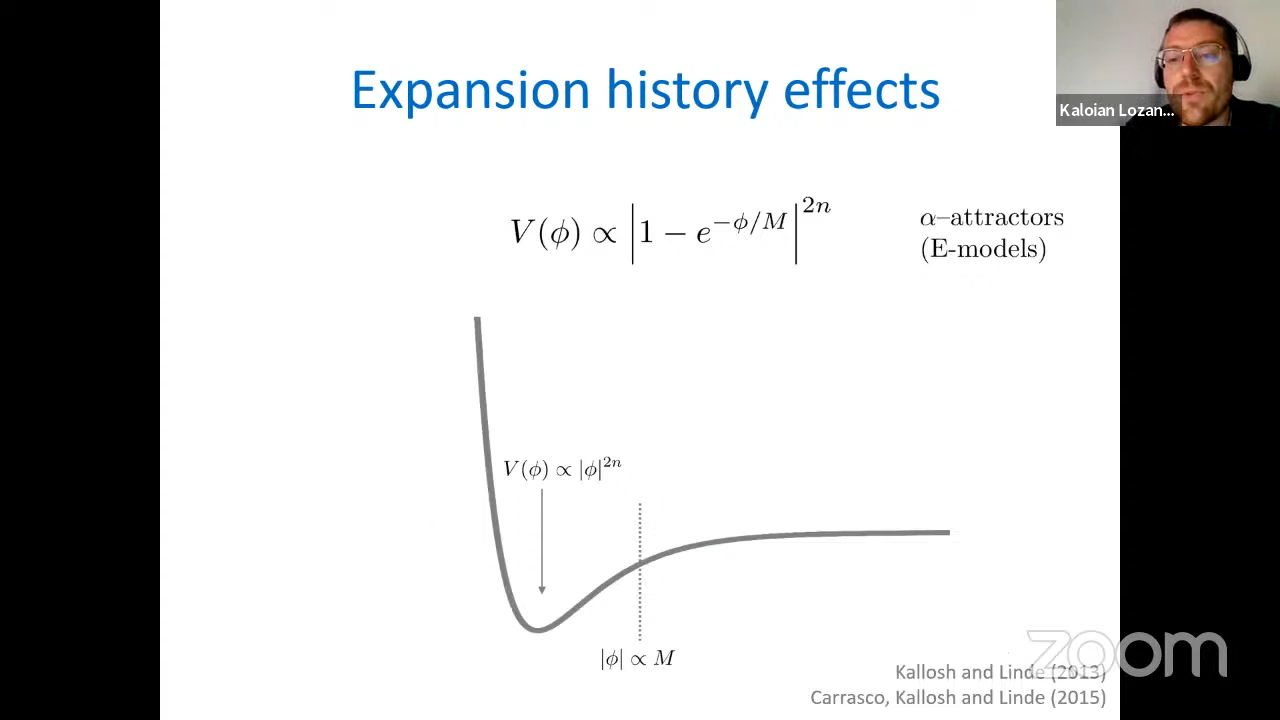 Expansion history effects
Kaloian Lozan...
V(ϕ) ∝ |1 − e^{−ϕ/M}|^{2n}
α–attractors
(E-models)
V(ϕ) ∝ |ϕ|^{2n}
|ϕ| ∝ M
zoom
Kallosh and Linde (2013)
Carrasco, Kallosh and Linde (2015)